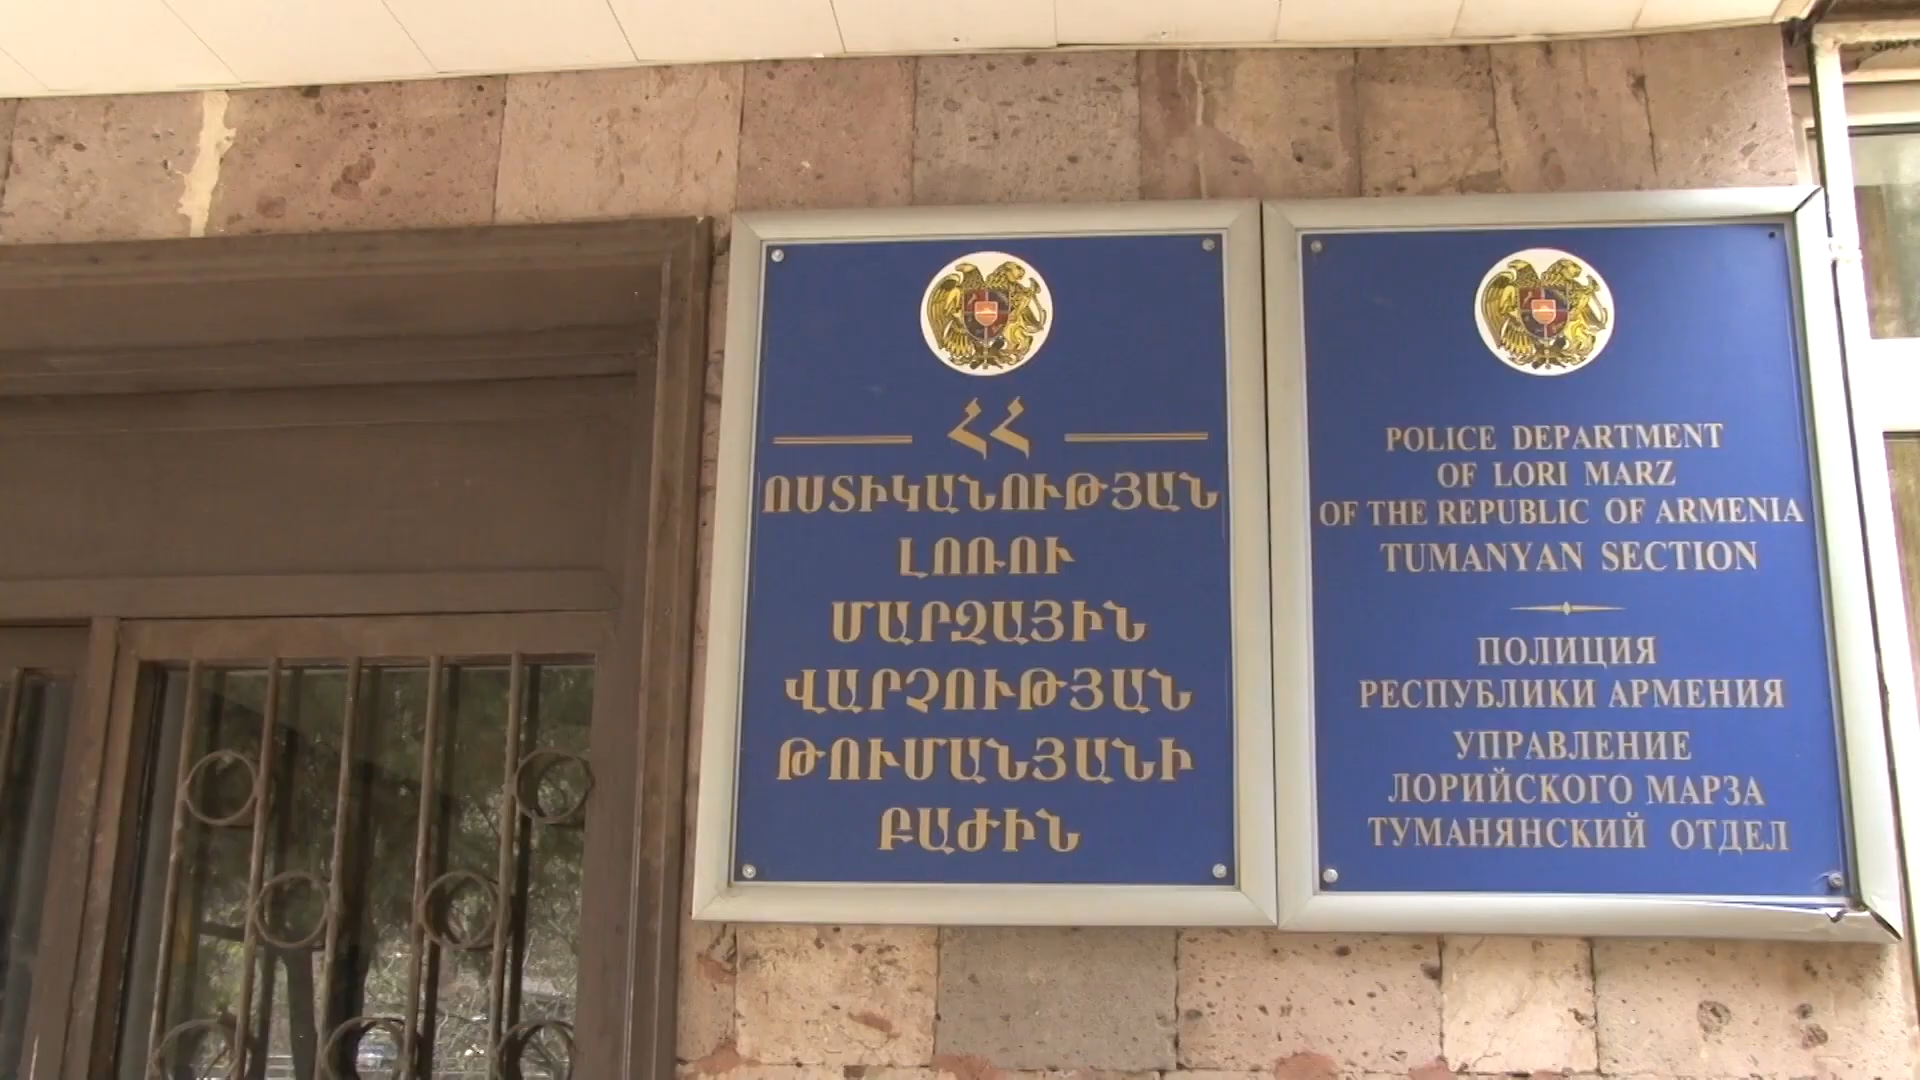 ՀՀ
ՈՍՏԻԿԱՆՈՒԹՅԱՆ
ԼՈՌՈՒ
ՄԱՐԶԱՅԻՆ
ՎԱՐՉՈՒԹՅԱՆ
ԹՈՒՄԱՆՅԱՆԻ
ԲԱԺԻՆ
POLICE DEPARTMENT
OF LORI MARZ
OF THE REPUBLIC OF ARMENIA
TUMANYAN SECTION
ПОЛИЦИЯ
РЕСПУБЛИКИ АРМЕНИЯ
УПРАВЛЕНИЕ
ЛОРИЙСКОГО МАРЗА
ТУМАНЯНСКИЙ ОТДЕЛ